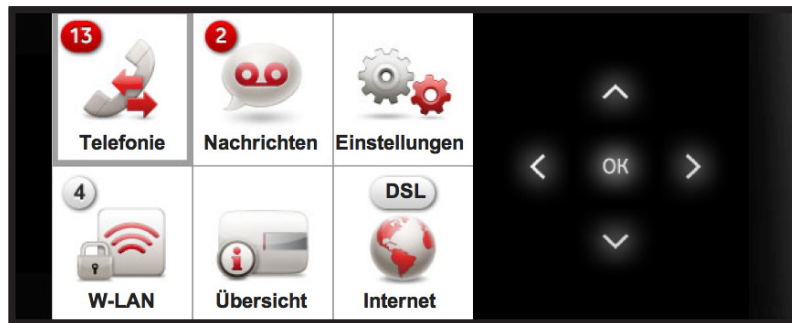 13
2
Telefonie
Nachrichten
Einstellungen
OK
4
DSL
W-LAN
Übersicht
Internet